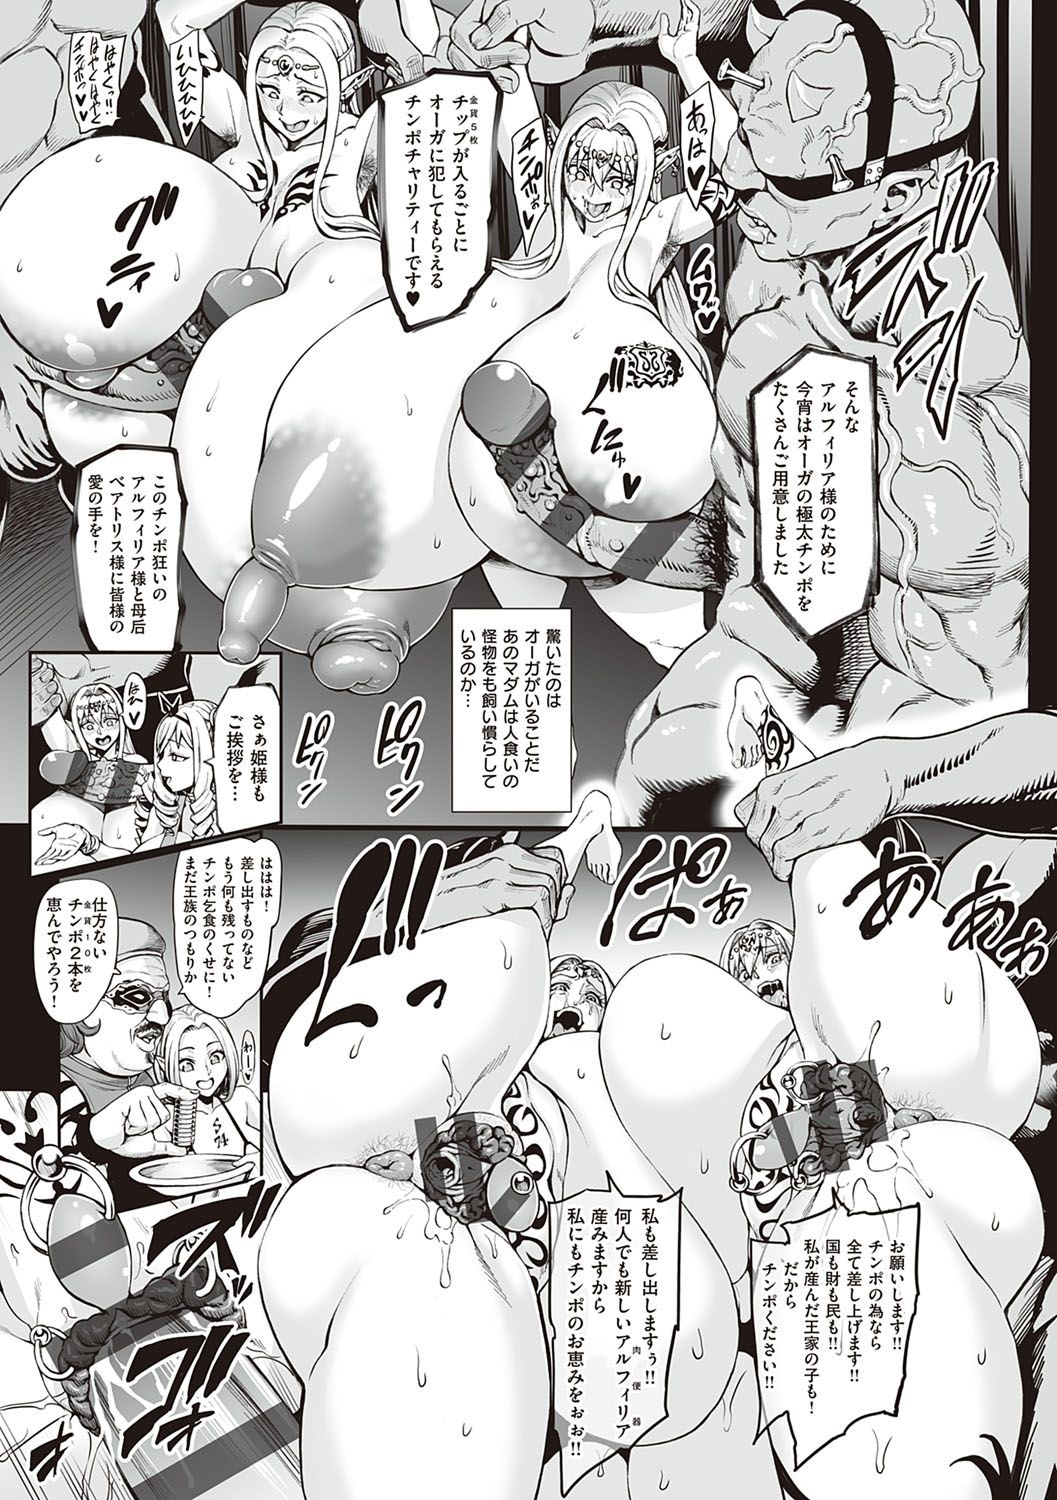 はやくっ!!
はやくはやく
チンポっ♥
いひひひひ♥
チップが入るごとに
金貨5枚
オーガに犯してもらえる
チンポチャリティーです♥
あっは
チンポぉ♥
ムワッ♥
グニィ♥
ぐにゅ
そんな
アルフィリア様のために
今宵はオーガの極太チンポを
たくさんご用意しました
このチンポ狂いの
アルフィリア様と母后
ベアトリス様に皆様の
愛の手を!
驚いたのは
オーガがいることだ
あのマダムは人食いの
怪物をも飼い慣らして
いるのか…
さぁ姫様も
ご挨拶を…
ピクン
ピクン
ははは!
差し出すものなど
もう何も残ってない
チンポ乞食のくせに!
まだ王族のつもりか
仕方ない
チンポ2本を
金貨10枚
恵んでやろう!
わー♥
ぱぁ
あぁ
お願いします!!
チンポの為なら
全て差し上げます!!
国も財も民も!!
私が産んだ王家の子も!
だから
チンポください!!
私も差し出しますぅ!!
何人でも新しいアルフィリア
肉便器
産みますから
私にもチンポのお恵みをぉぉ!!